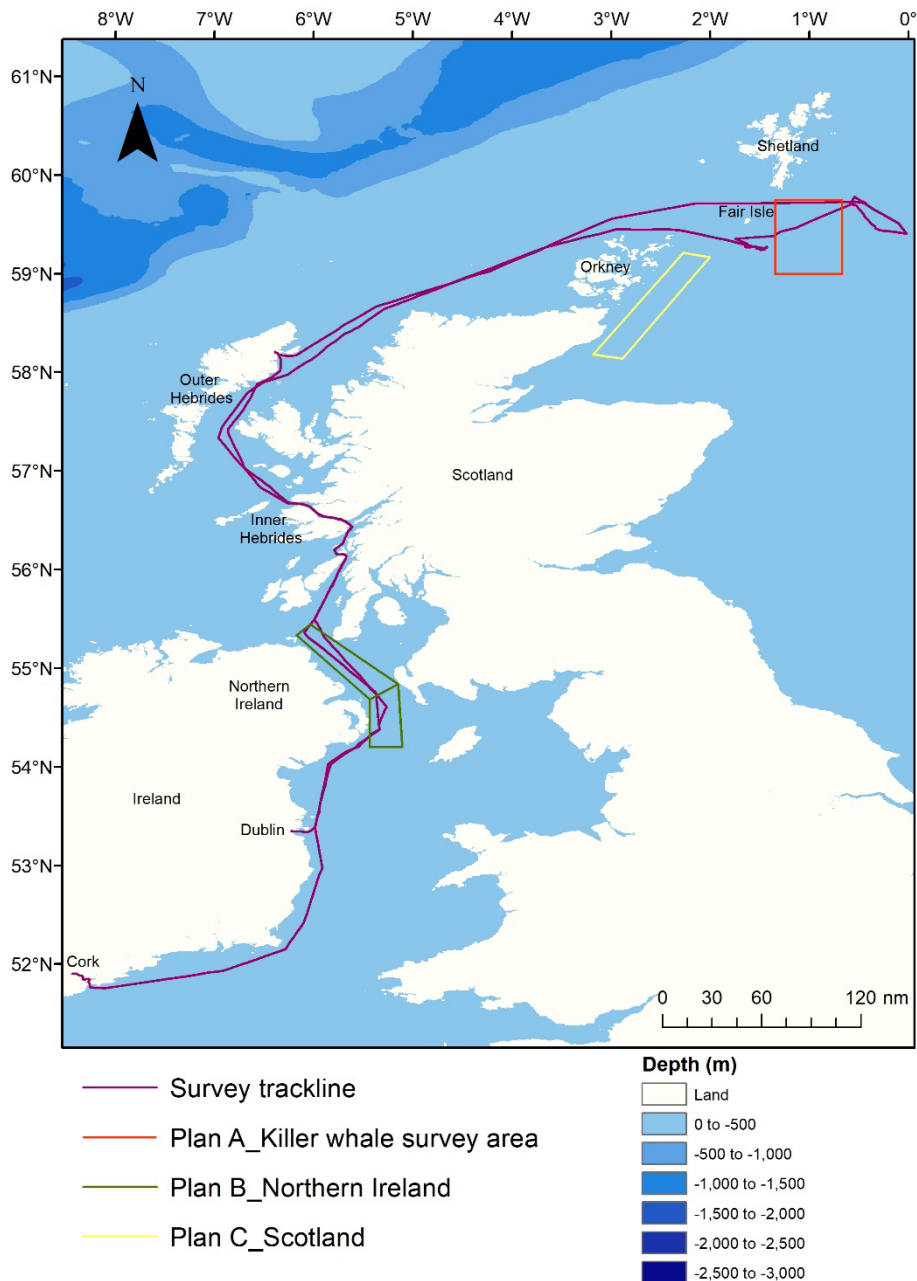 8°W 7°W 6°W 5°W 4°W 3°W 2°W 1°W 0°
61°N
N
Shetland
60°N
Fair Isle
59°N
Orkney
58°N
Outer
Hebrides
57°N
Scotland
Inner
Hebrides
56°N
55°N
Northern
Ireland
54°N
Ireland
Dublin
53°N
Cork
52°N
0 30 60 120 nm
Survey trackline
Plan A_Killer whale survey area
Plan B_Northern Ireland
Plan C_Scotland
Depth (m)
Land
0 to -500
-500 to -1,000
-1,000 to -1,500
-1,500 to -2,000
-2,000 to -2,500
-2,500 to -3,000